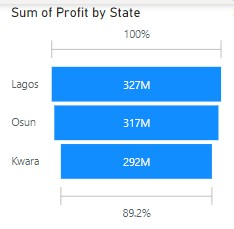 Sum of Profit by State
100%
Lagos 327M
Osun 317M
Kwara 292M
89.2%